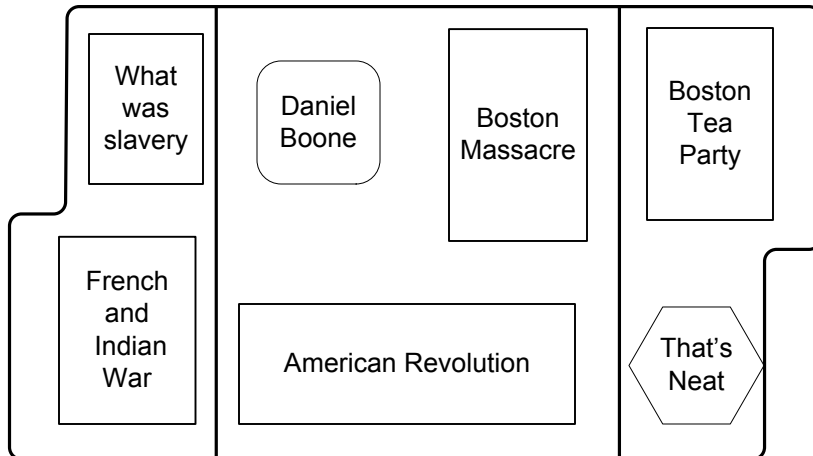 What
was
slavery
Daniel
Boone
Boston
Massacre
Boston
Tea
Party
French
and
Indian
War
American Revolution
That’s
Neat